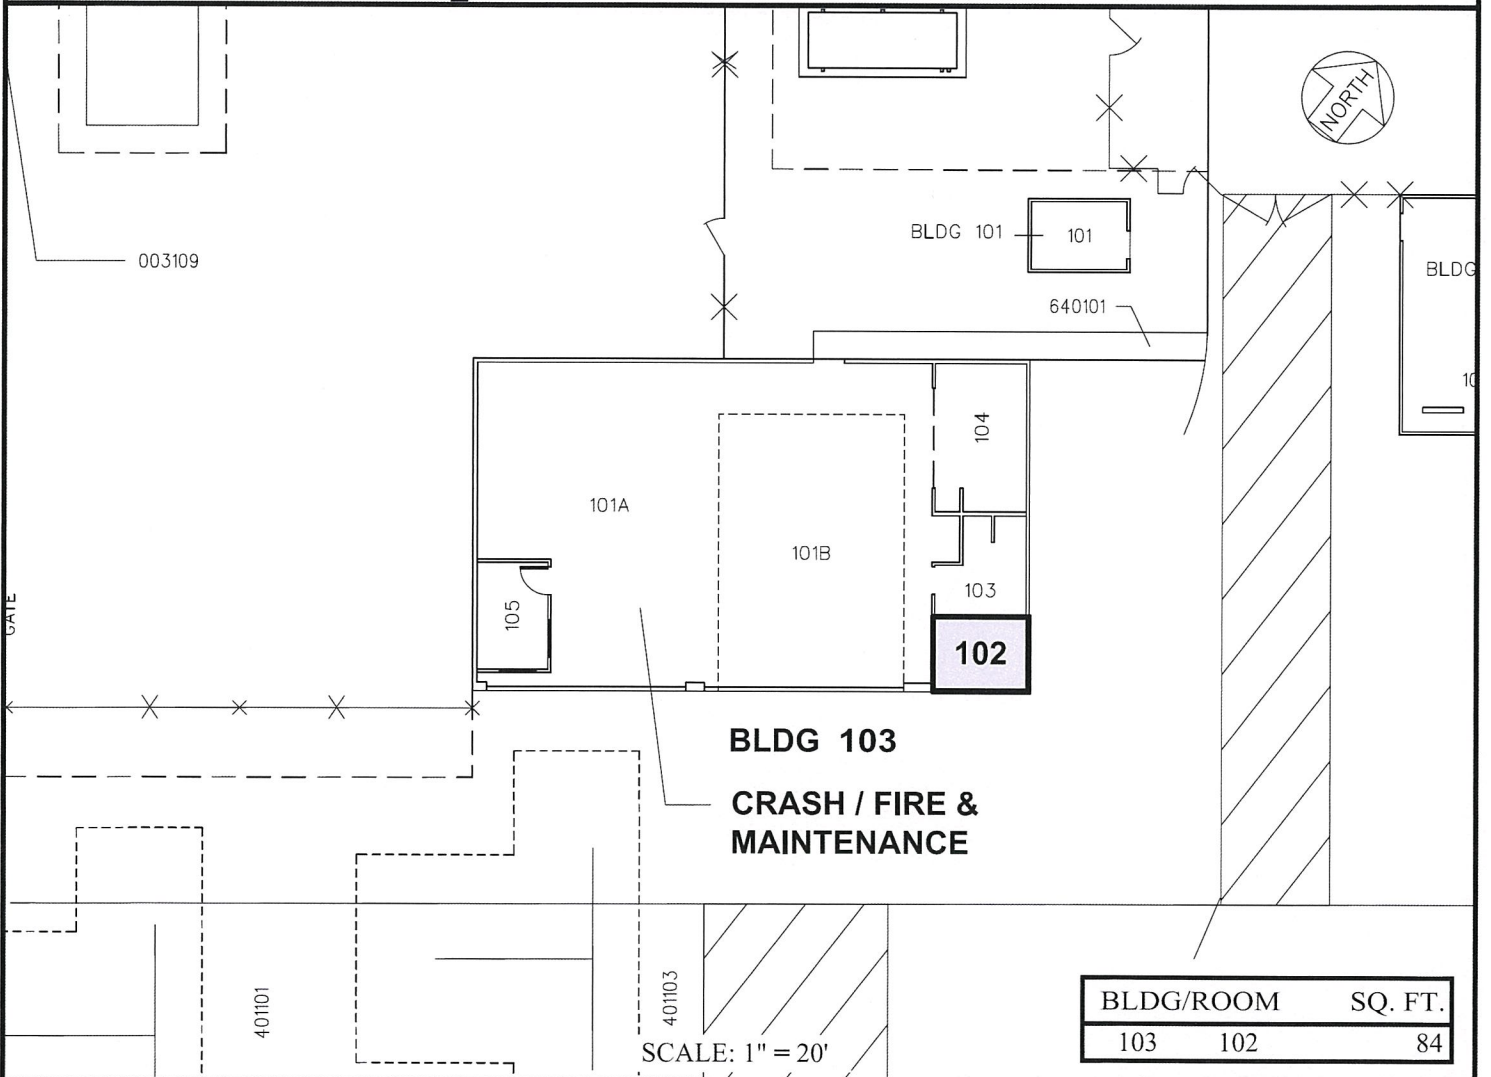 NORTH
003109
BLDG 101
101
640101
BLDG
10
104
101A
101B
103
105
102
GATE
BLDG 103
CRASH / FIRE &
MAINTENANCE
401101
401103
SCALE: 1" = 20'
BLDG/ROOM SQ. FT.
103 102 84